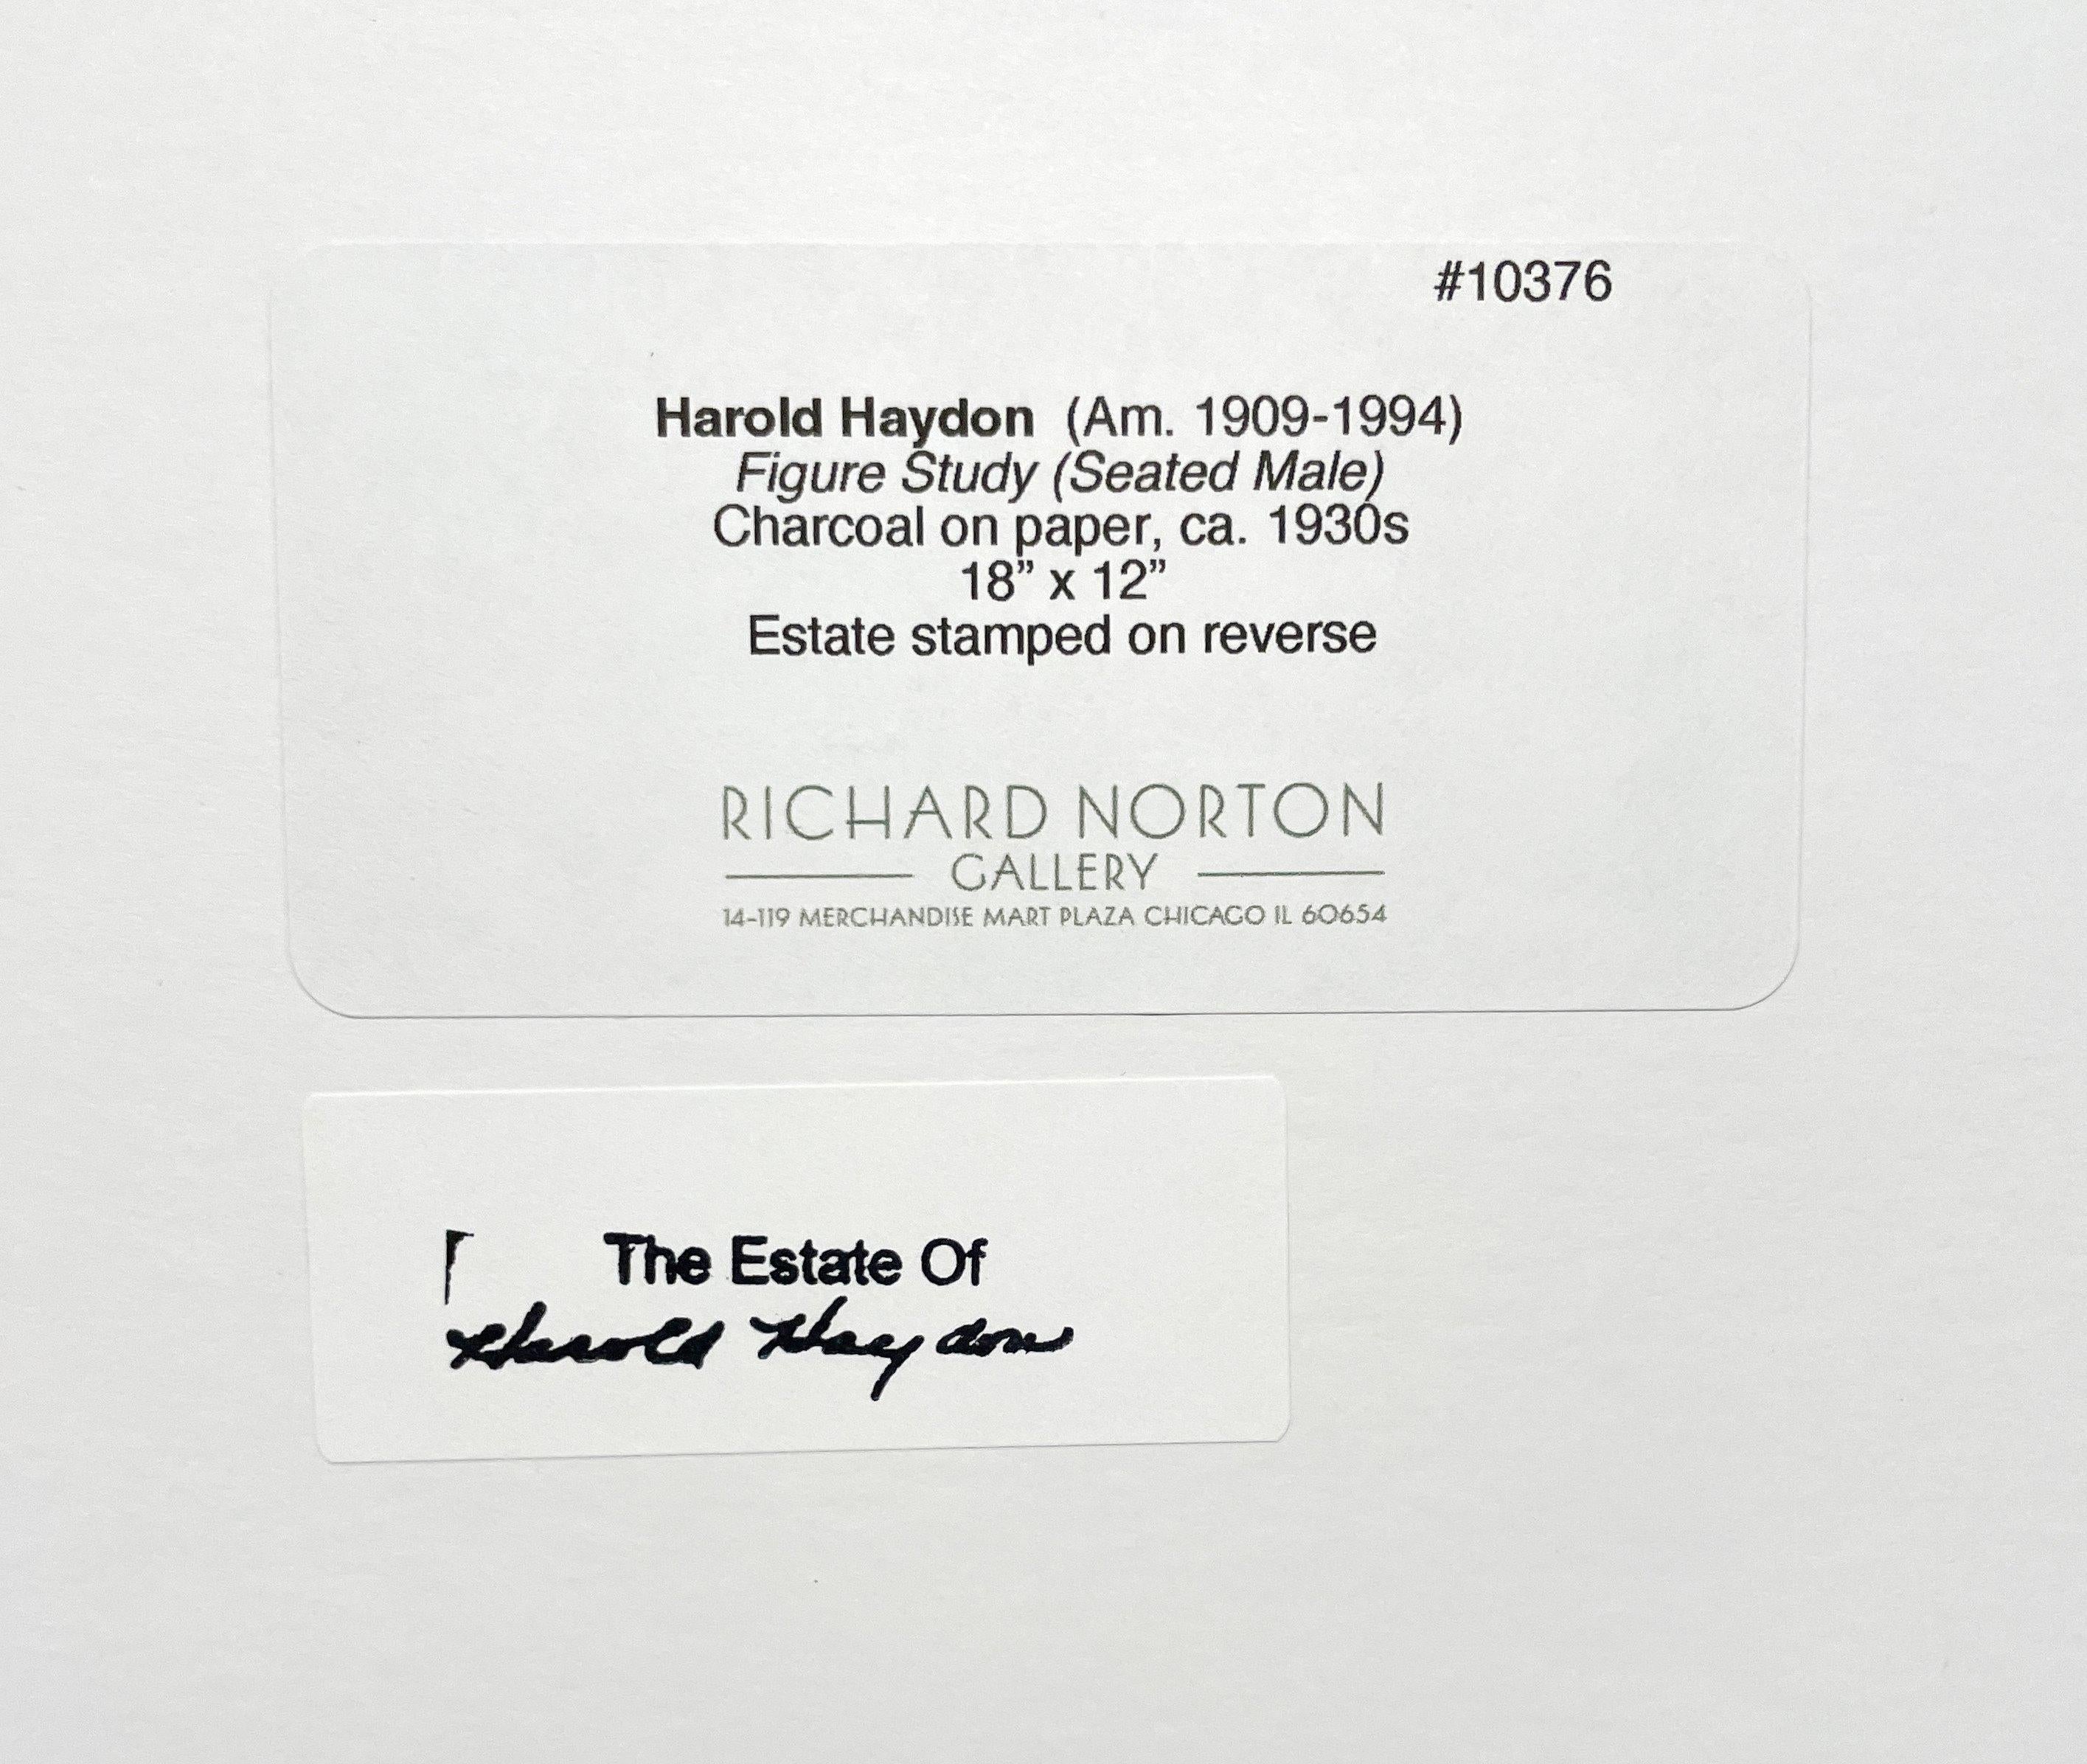 #10376
Harold Haydon (Am. 1909-1994)
Figure Study (Seated Male)
Charcoal on paper, ca. 1930s
18” x 12”
Estate stamped on reverse
RICHARD NORTON
GALLERY
14-119 MERCHANDISE MART PLAZA CHICAGO IL 60654
The Estate Of
Harold Haydon